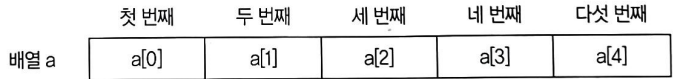 첫 번째 두 번째 세 번째 네 번째 다섯 번째
배열 a a[0] a[1] a[2] a[3] a[4]